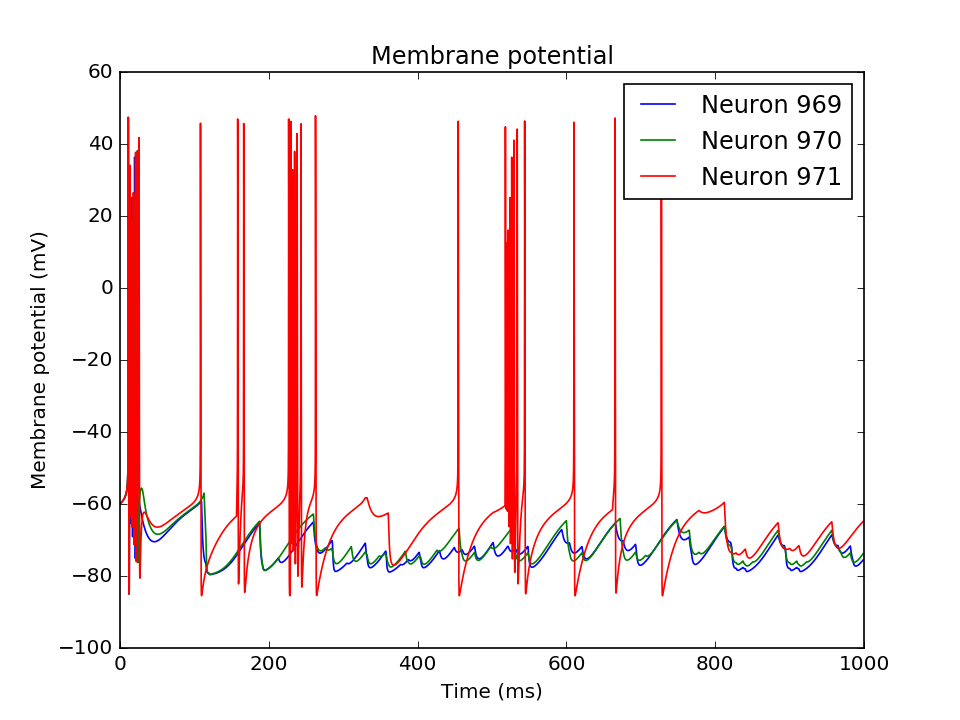 Membrane potential
60
40
20
0
−20
−40
−60
−80
−100
Membrane potential (mV)
Neuron 969
Neuron 970
Neuron 971
0 200 400 600 800 1000
Time (ms)